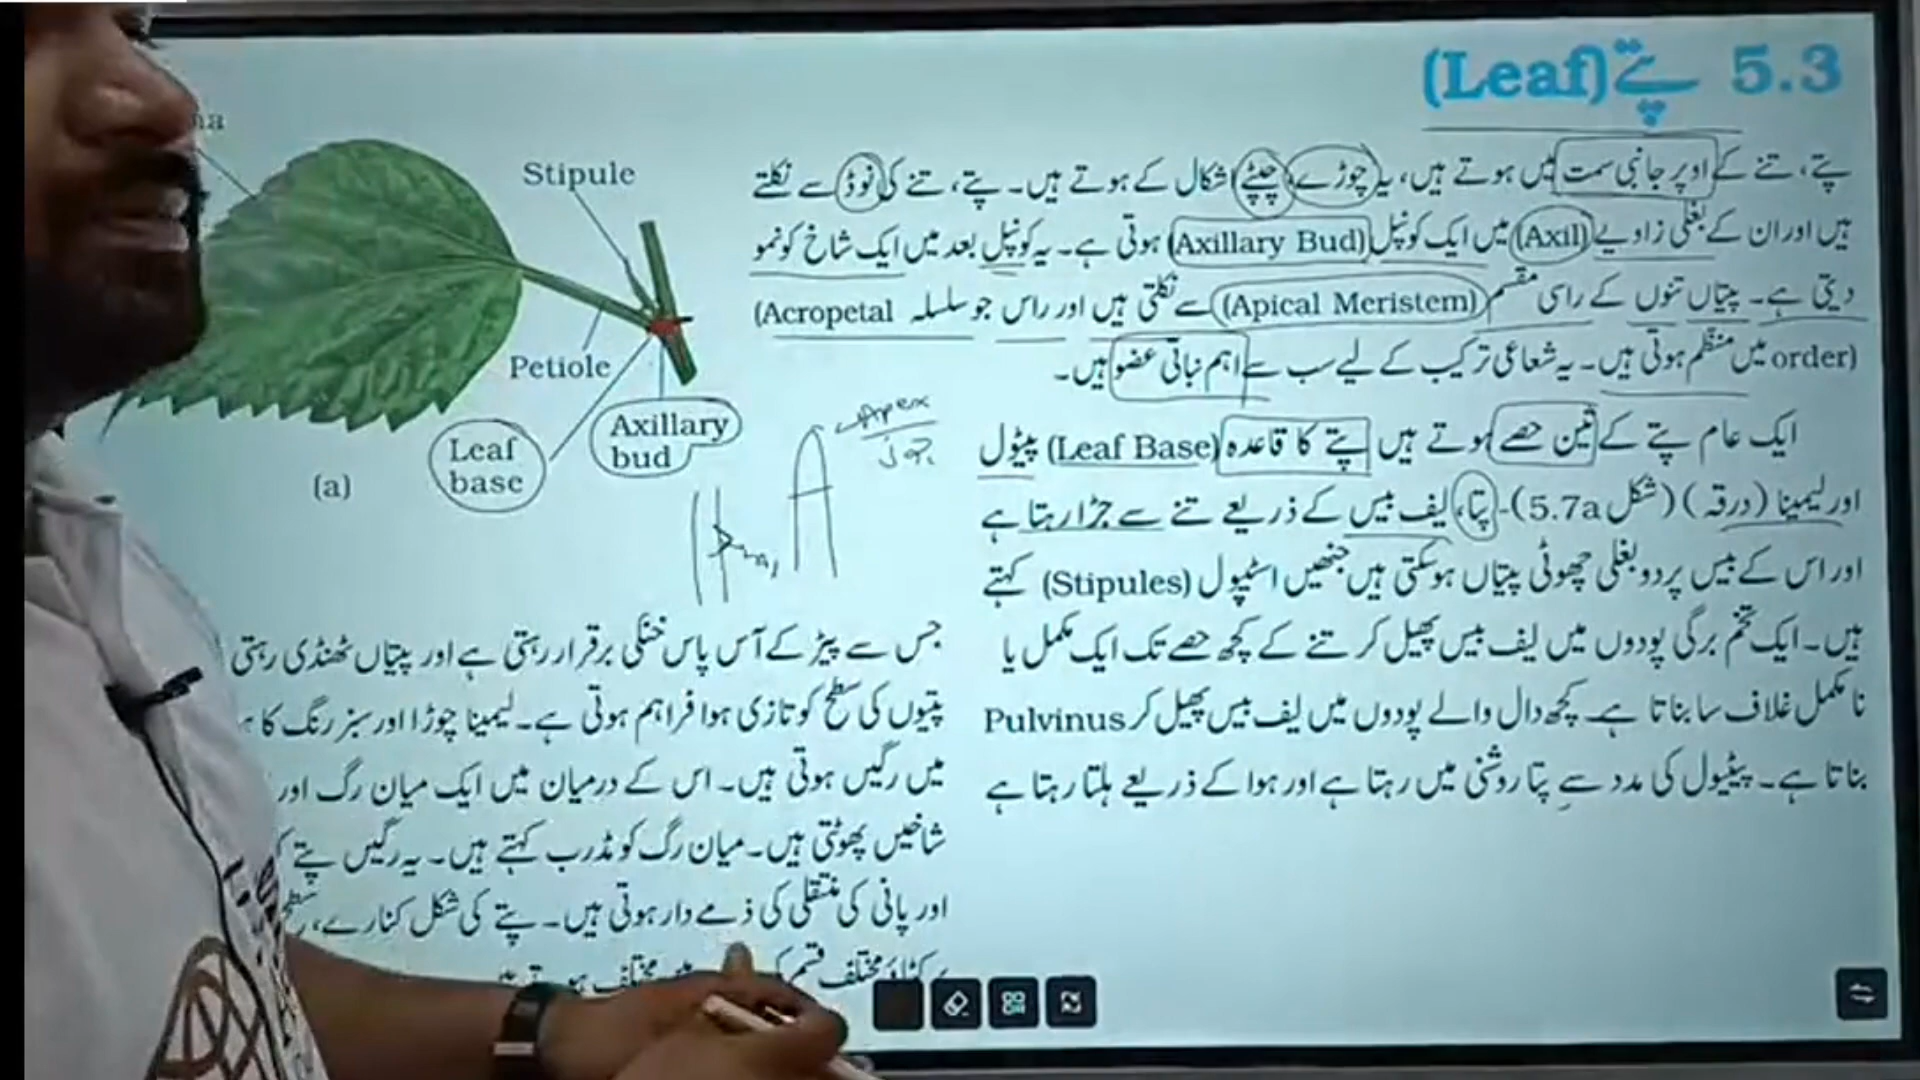 5.3 پتے (Leaf)
پتے، تنے کے اوپر جانبی سمت میں ہوتے ہیں، یہ چوڑے چپٹے شکل کے ہوتے ہیں۔ پتے، تنے کی نوڈ سے نکلتے
ہیں اور ان کے بغلی زاویے (Axil) میں ایک کونپل (Axillary Bud) ہوتی ہے۔ یہ کونپل بعد میں ایک شاخ کو نمو
دیتی ہے۔ پتیاں تنوں کے راسی مقسم (Apical Meristem) سے نکلتی ہیں اور راس جو سلسلہ (Acropetal
order) میں منظم ہوتی ہیں۔ یہ شعاعی ترکیب کے لیے سب سے اہم نباتی عضو ہیں۔
ایک عام پتے کے تین حصے ہوتے ہیں پتے کا قاعدہ (Leaf Base) پیٹول
اور لیمینا (ورقہ) (شکل 5.7a)۔ پتا، لیف بیس کے ذریعے تنے سے جڑا رہتا ہے
اور اس کے بیس پر دو بغلی چھوٹی پتیاں ہوسکتی ہیں جنھیں اسٹپول (Stipules) کہتے
ہیں۔ ایک تخم برگی پودوں میں لیف بیس پھیل کر تنے کے کچھ حصے تک ایک مکمل یا
نامکمل غلاف سا بناتا ہے۔ کچھ دال والے پودوں میں لیف بیس پھیل کر Pulvinus
بناتا ہے۔ پیٹیول کی مدد سے پتا روشنی میں رہتا ہے اور ہوا کے ذریعے ہلتا رہتا ہے
Stipule
Petiole
Leaf
base
Axillary
bud
(a)
Apex
جس سے پیڑ کے آس پاس خنکی برقرار رہتی ہے اور پتیاں ٹھنڈی رہتی
پتیوں کی سطح کو تازی ہوا فراہم ہوتی ہے۔ لیمینا چوڑا اور سبز رنگ کا
میں رگیں ہوتی ہیں۔ اس کے درمیان میں ایک میان رگ اور
شاخیں پھوٹتی ہیں۔ میان رگ کو مڈرب کہتے ہیں۔ یہ رگیں پتے
اور پانی کی منتقلی کی ذمے دار ہوتی ہیں۔ پتے کی شکل کنارے،
مختلف قسم